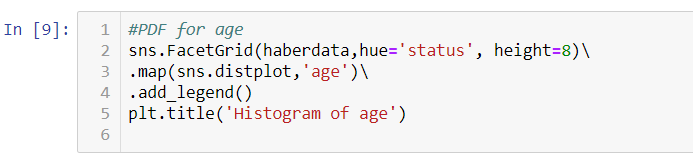 In [9]:
1 #PDF for age
2 sns.FacetGrid(haberdata,hue='status', height=8)\
3 .map(sns.distplot,'age')\
4 .add_legend()
5 plt.title('Histogram of age')
6